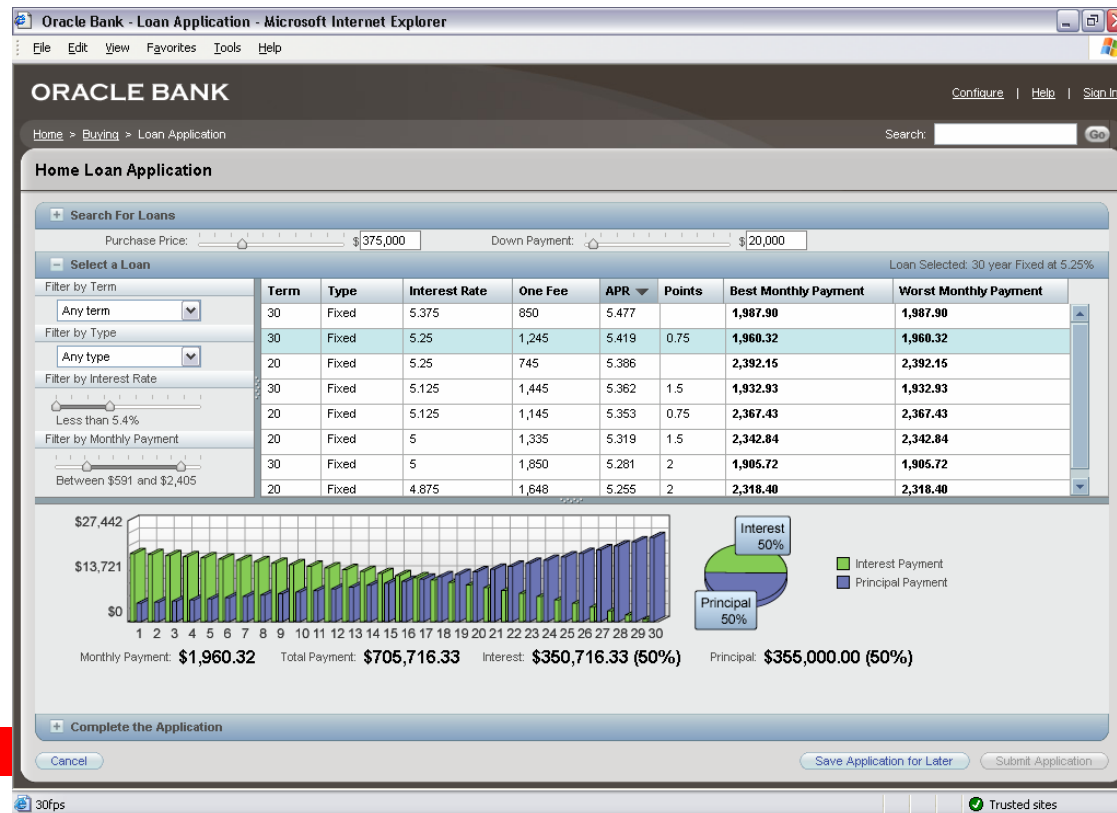 Oracle Bank - Loan Application - Microsoft Internet Explorer
File Edit View Favorites Tools Help
ORACLE BANK
Configure | Help | Sign In
Home > Buying > Loan Application
Search: Go
Home Loan Application
Search For Loans
Purchase Price: $ 375,000 Down Payment: $ 20,000
Select a Loan
Loan Selected: 30 year Fixed at 5.25%
Filter by Term
Any term
Filter by Type
Any type
Filter by Interest Rate
Less than 5.4%
Filter by Monthly Payment
Between $591 and $2,405
Term Type Interest Rate One Fee APR Points Best Monthly Payment Worst Monthly Payment
30 Fixed 5.375 850 5.477 1,987.90 1,987.90
30 Fixed 5.25 1,245 5.419 0.75 1,960.32 1,960.32
20 Fixed 5.25 745 5.386 2,392.15 2,392.15
30 Fixed 5.125 1,445 5.362 1.5 1,932.93 1,932.93
20 Fixed 5.125 1,145 5.353 0.75 2,367.43 2,367.43
20 Fixed 5 1,335 5.319 1.5 2,342.84 2,342.84
30 Fixed 5 1,850 5.281 2 1,905.72 1,905.72
20 Fixed 4.875 1,648 5.255 2 2,318.40 2,318.40
$27,442
$13,721
$0
1 2 3 4 5 6 7 8 9 10 11 12 13 14 15 16 17 18 19 20 21 22 23 24 25 26 27 28 29 30
Interest
50%
Principal
50%
Interest Payment
Principal Payment
Monthly Payment: $1,960.32 Total Payment: $705,716.33 Interest: $350,716.33 (50%) Principal: $355,000.00 (50%)
Complete the Application
Cancel
Save Application for Later
Submit Application
30fps
Trusted sites